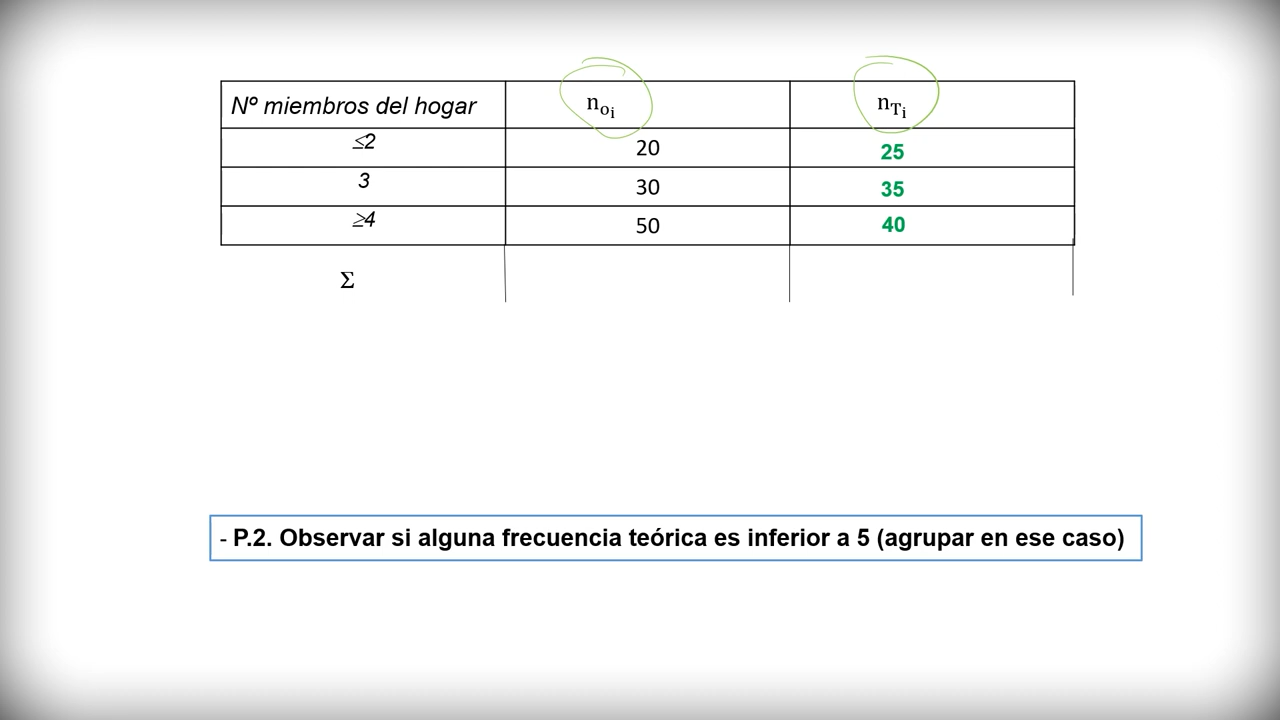 Nº miembros del hogar n_{o_i} n_{T_i}
≤2 20 25
3 30 35
≥4 50 40
Σ
- P.2. Observar si alguna frecuencia teórica es inferior a 5 (agrupar en ese caso)